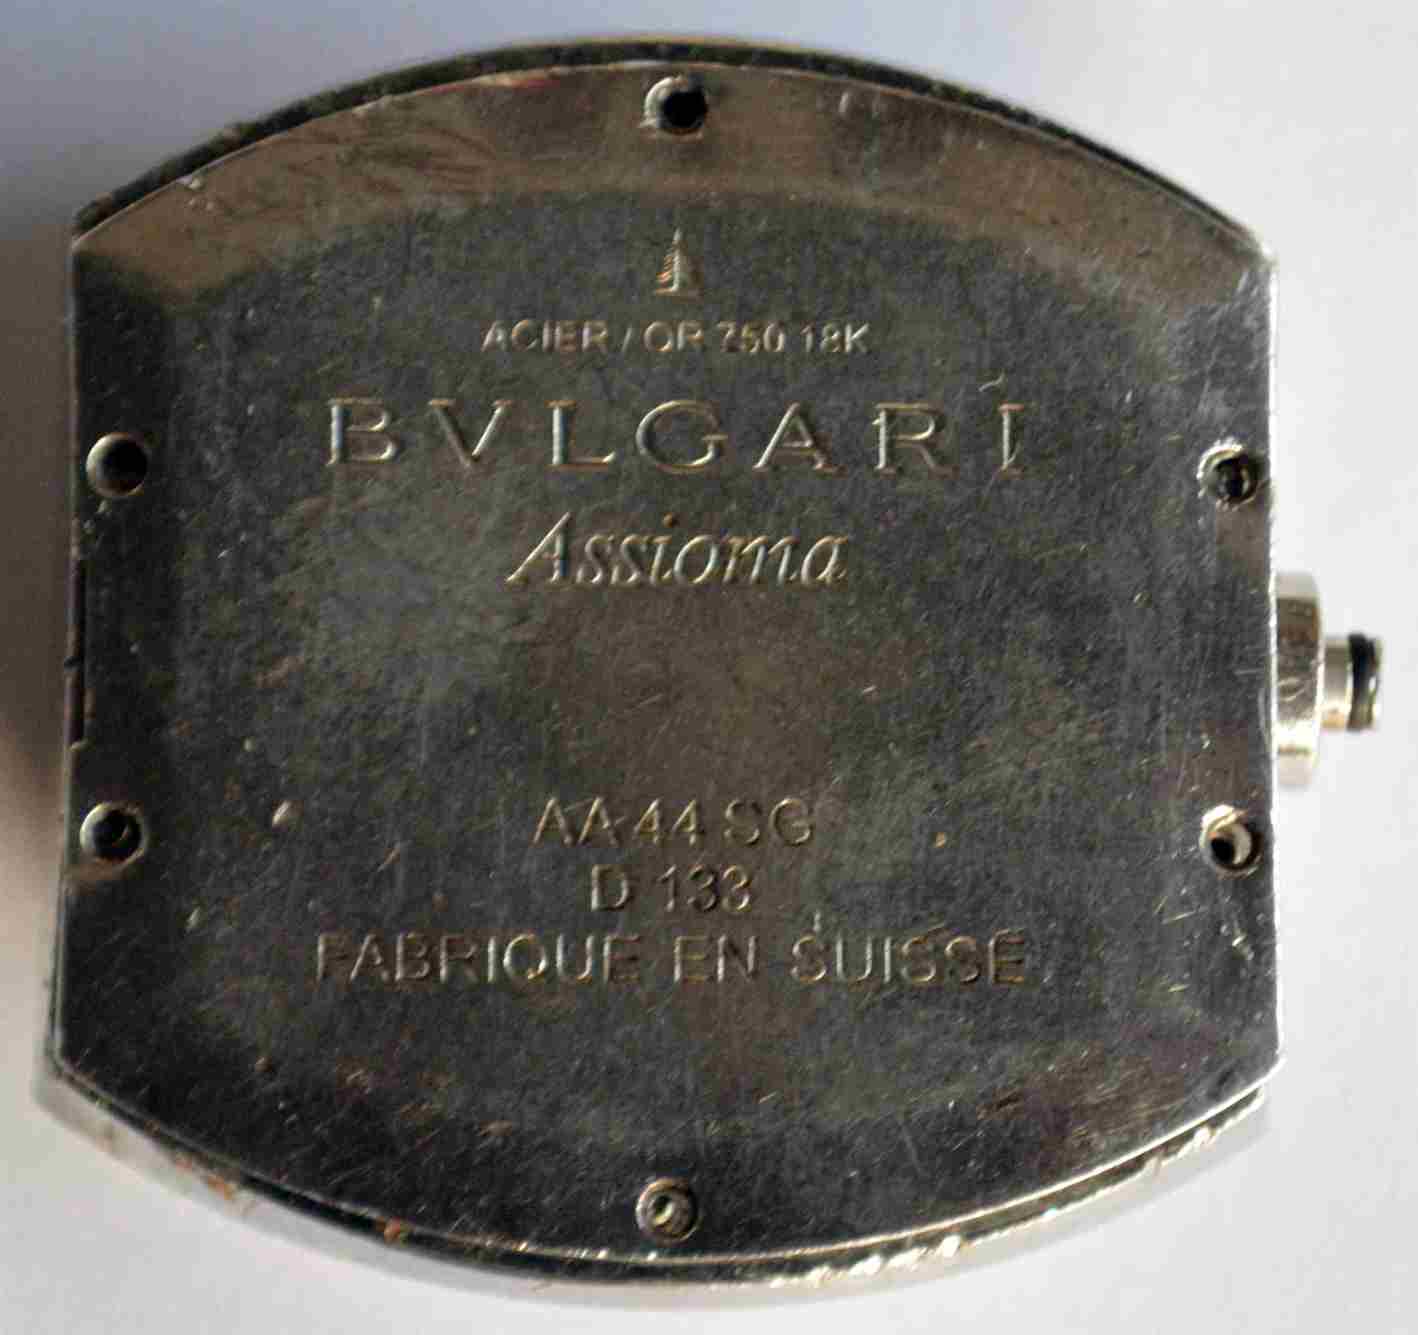 ACIER / OR 750 18K
BVLGARI
Assioma
AA 44 SG
D 133
FABRIQUE EN SUISSE